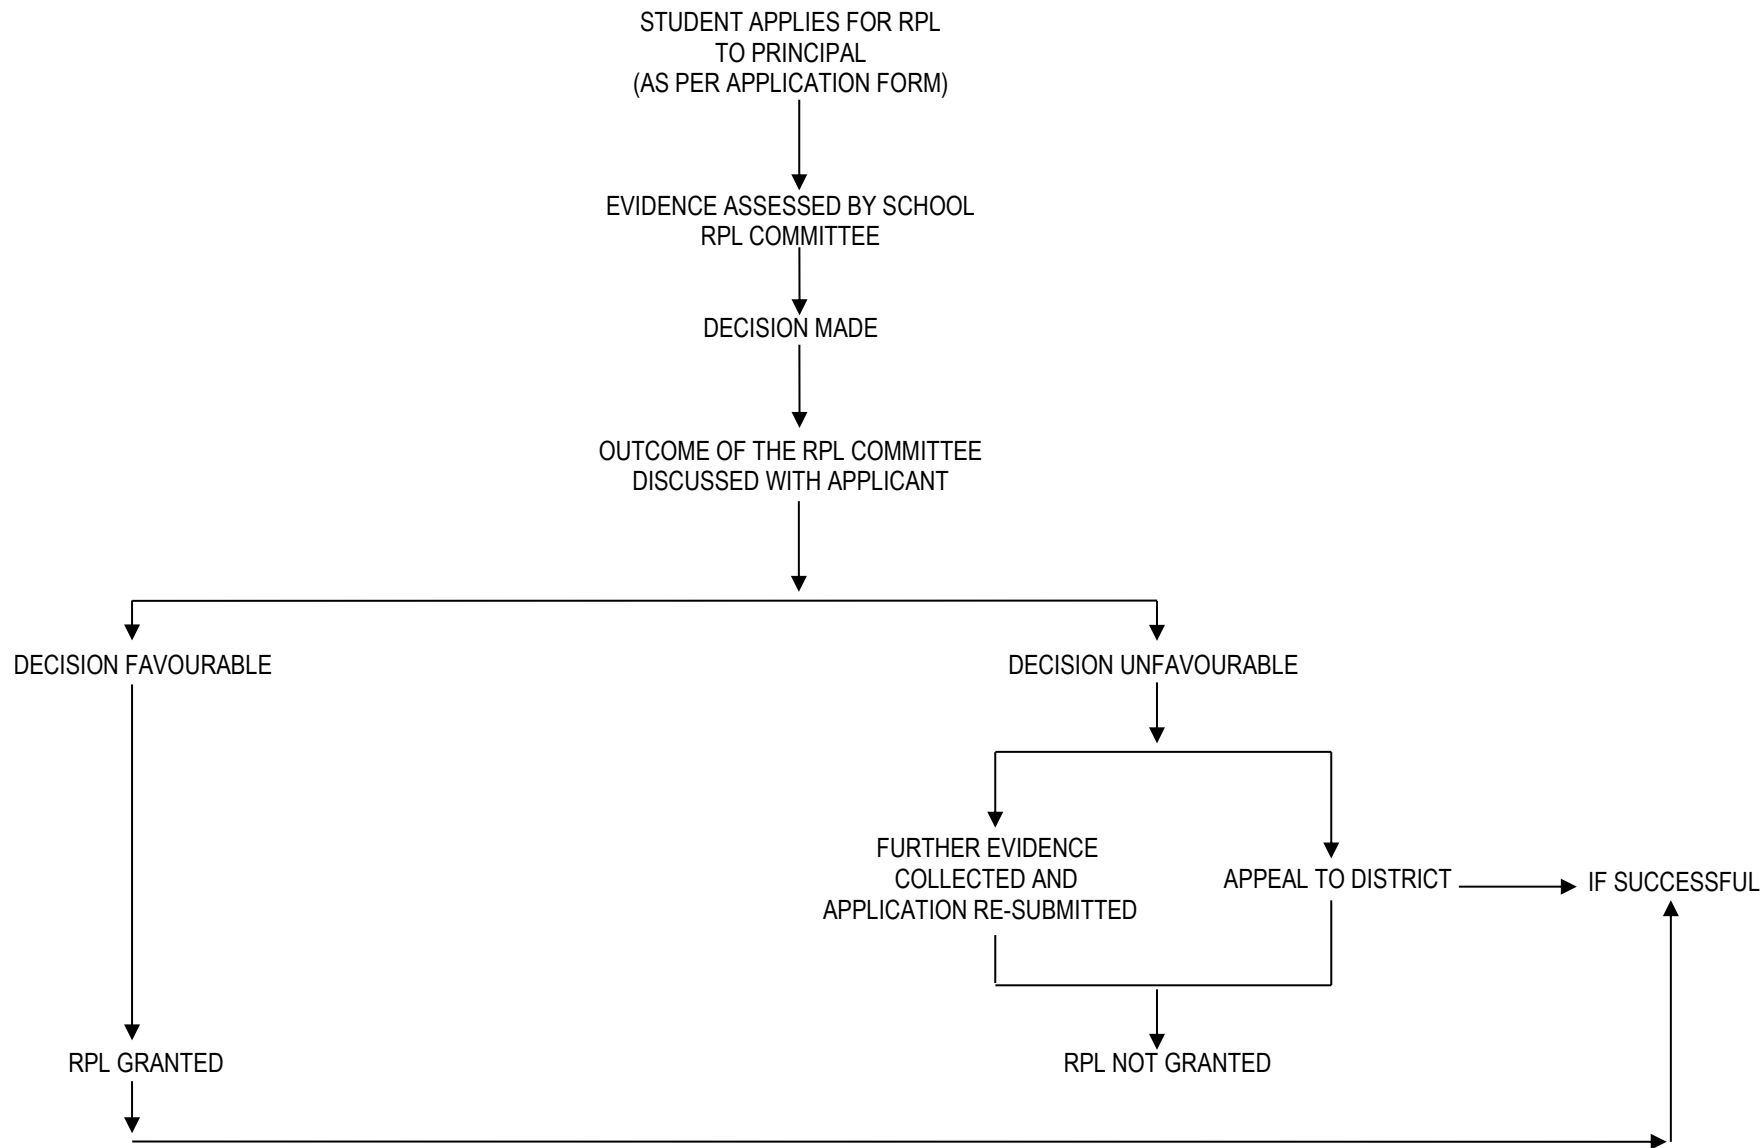 STUDENT APPLIES FOR RPL
TO PRINCIPAL
(AS PER APPLICATION FORM)
EVIDENCE ASSESSED BY SCHOOL
RPL COMMITTEE
DECISION MADE
OUTCOME OF THE RPL COMMITTEE
DISCUSSED WITH APPLICANT
DECISION FAVOURABLE
DECISION UNFAVOURABLE
FURTHER EVIDENCE
COLLECTED AND
APPLICATION RE-SUBMITTED
APPEAL TO DISTRICT
IF SUCCESSFUL
RPL GRANTED
RPL NOT GRANTED